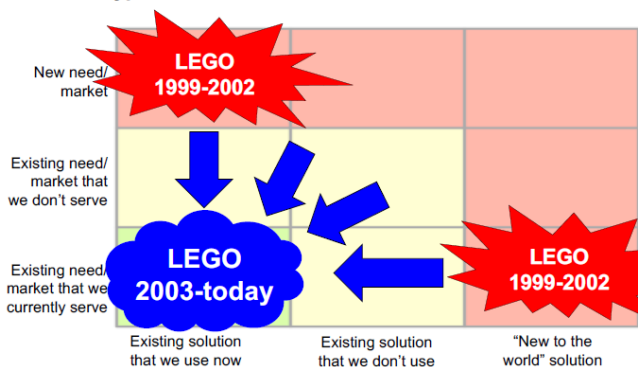 New need/
market
LEGO
1999-2002
Existing need/
market that
we don't serve
Existing need/
market that we
currently serve
LEGO
2003-today
LEGO
1999-2002
Existing solution
that we use now
Existing solution
that we don't use
“New to the
world” solution